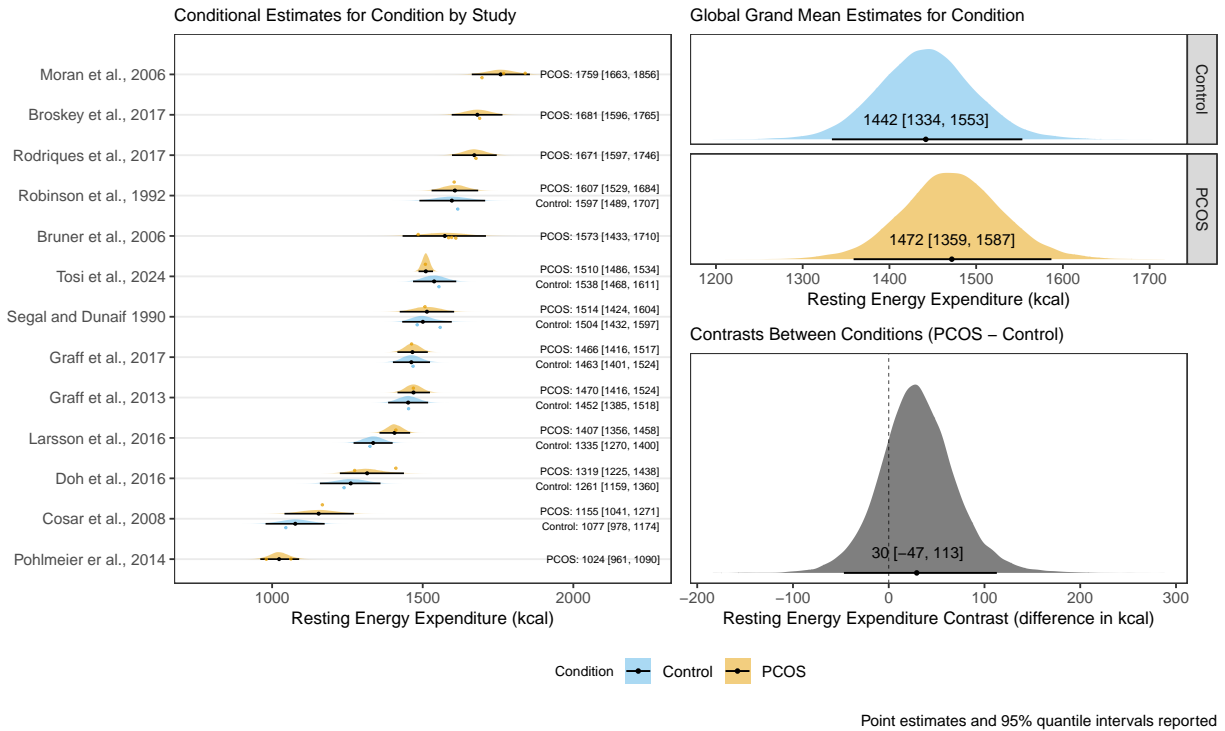 Conditional Estimates for Condition by Study
Moran et al., 2006
PCOS: 1759 [1663, 1856]
Broskey et al., 2017
PCOS: 1681 [1596, 1765]
Rodriques et al., 2017
PCOS: 1671 [1597, 1746]
Robinson et al., 1992
PCOS: 1607 [1529, 1684]
Control: 1597 [1489, 1707]
Bruner et al., 2006
PCOS: 1573 [1433, 1710]
Tosi et al., 2024
PCOS: 1510 [1486, 1534]
Control: 1538 [1468, 1611]
Segal and Dunaif 1990
PCOS: 1514 [1424, 1604]
Control: 1504 [1432, 1597]
Graff et al., 2017
PCOS: 1466 [1416, 1517]
Control: 1463 [1401, 1524]
Graff et al., 2013
PCOS: 1470 [1416, 1524]
Control: 1452 [1385, 1518]
Larsson et al., 2016
PCOS: 1407 [1356, 1458]
Control: 1335 [1270, 1400]
Doh et al., 2016
PCOS: 1319 [1225, 1438]
Control: 1261 [1159, 1360]
Cosar et al., 2008
PCOS: 1155 [1041, 1271]
Control: 1077 [978, 1174]
Pohlmeier er al., 2014
PCOS: 1024 [961, 1090]
1000 1500 2000
Resting Energy Expenditure (kcal)
Global Grand Mean Estimates for Condition
1442 [1334, 1553]
Control
1472 [1359, 1587]
PCOS
1200 1300 1400 1500 1600 1700
Resting Energy Expenditure (kcal)
Contrasts Between Conditions (PCOS − Control)
30 [−47, 113]
−200 −100 0 100 200 300
Resting Energy Expenditure Contrast (difference in kcal)
Condition Control PCOS
Point estimates and 95% quantile intervals reported